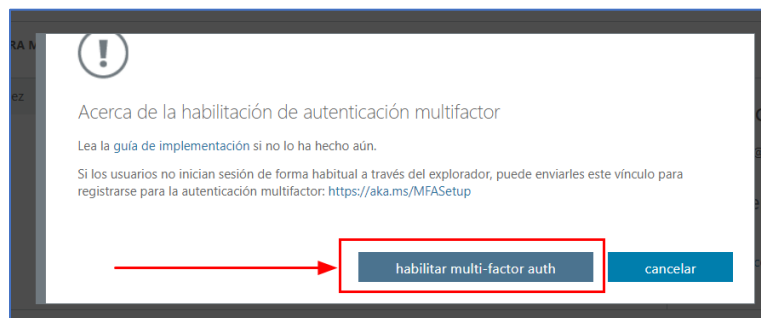 Acerca de la habilitación de autenticación multifactor
Lea la guía de implementación si no lo ha hecho aún.
Si los usuarios no inician sesión de forma habitual a través del explorador, puede enviarles este vínculo para
registrarse para la autenticación multifactor: https://aka.ms/MFASetup
habilitar multi-factor auth
cancelar